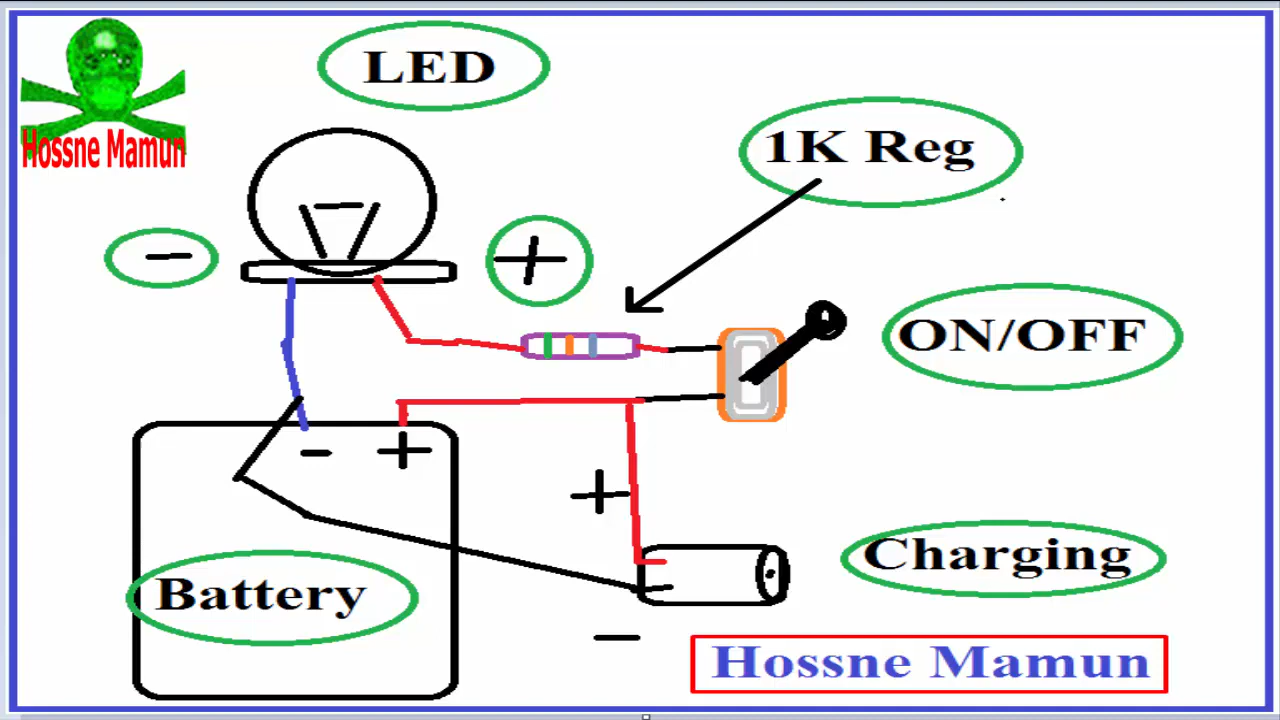 LED
1K Reg
Hossne Mamun
-
+
ON/OFF
- +
+
Charging
Battery
-
Hossne Mamun